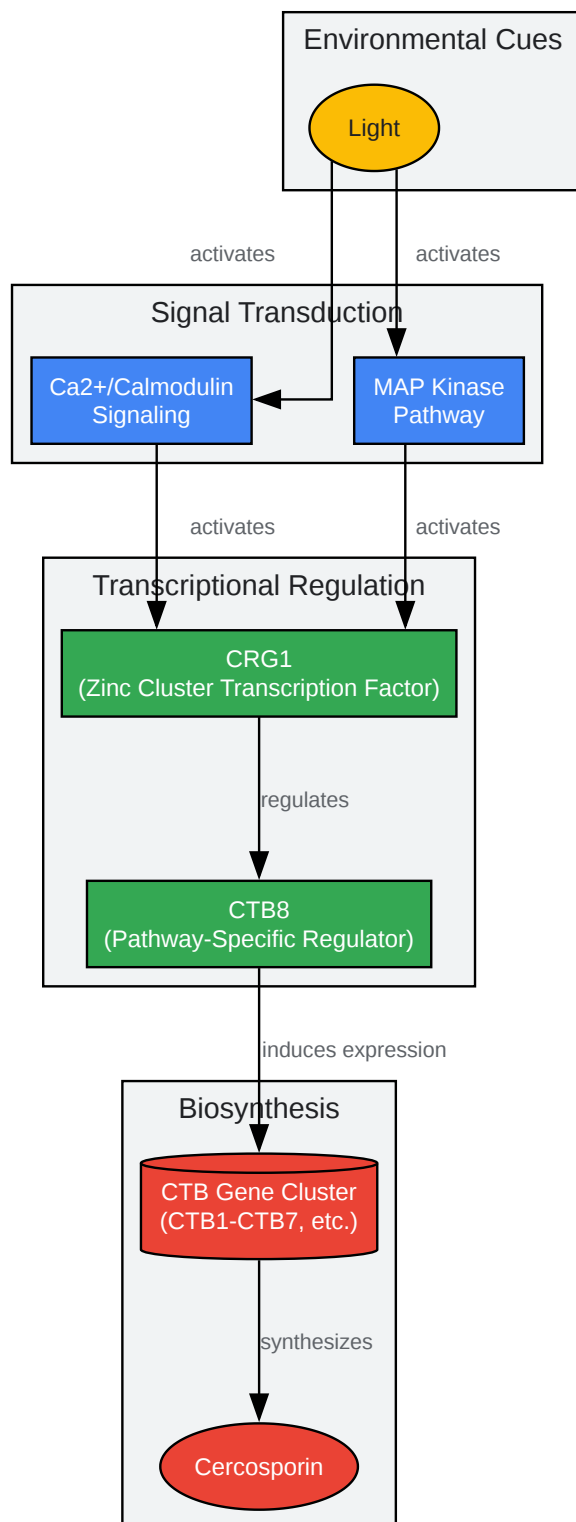 Environmental Cues
Light
activates
activates
Signal Transduction
Ca2+/Calmodulin
Signaling
MAP Kinase
Pathway
activates
activates
Transcriptional Regulation
CRG1
(Zinc Cluster Transcription Factor)
regulates
CTB8
(Pathway-Specific Regulator)
induces expression
Biosynthesis
CTB Gene Cluster
(CTB1-CTB7, etc.)
synthesizes
Cercosporin